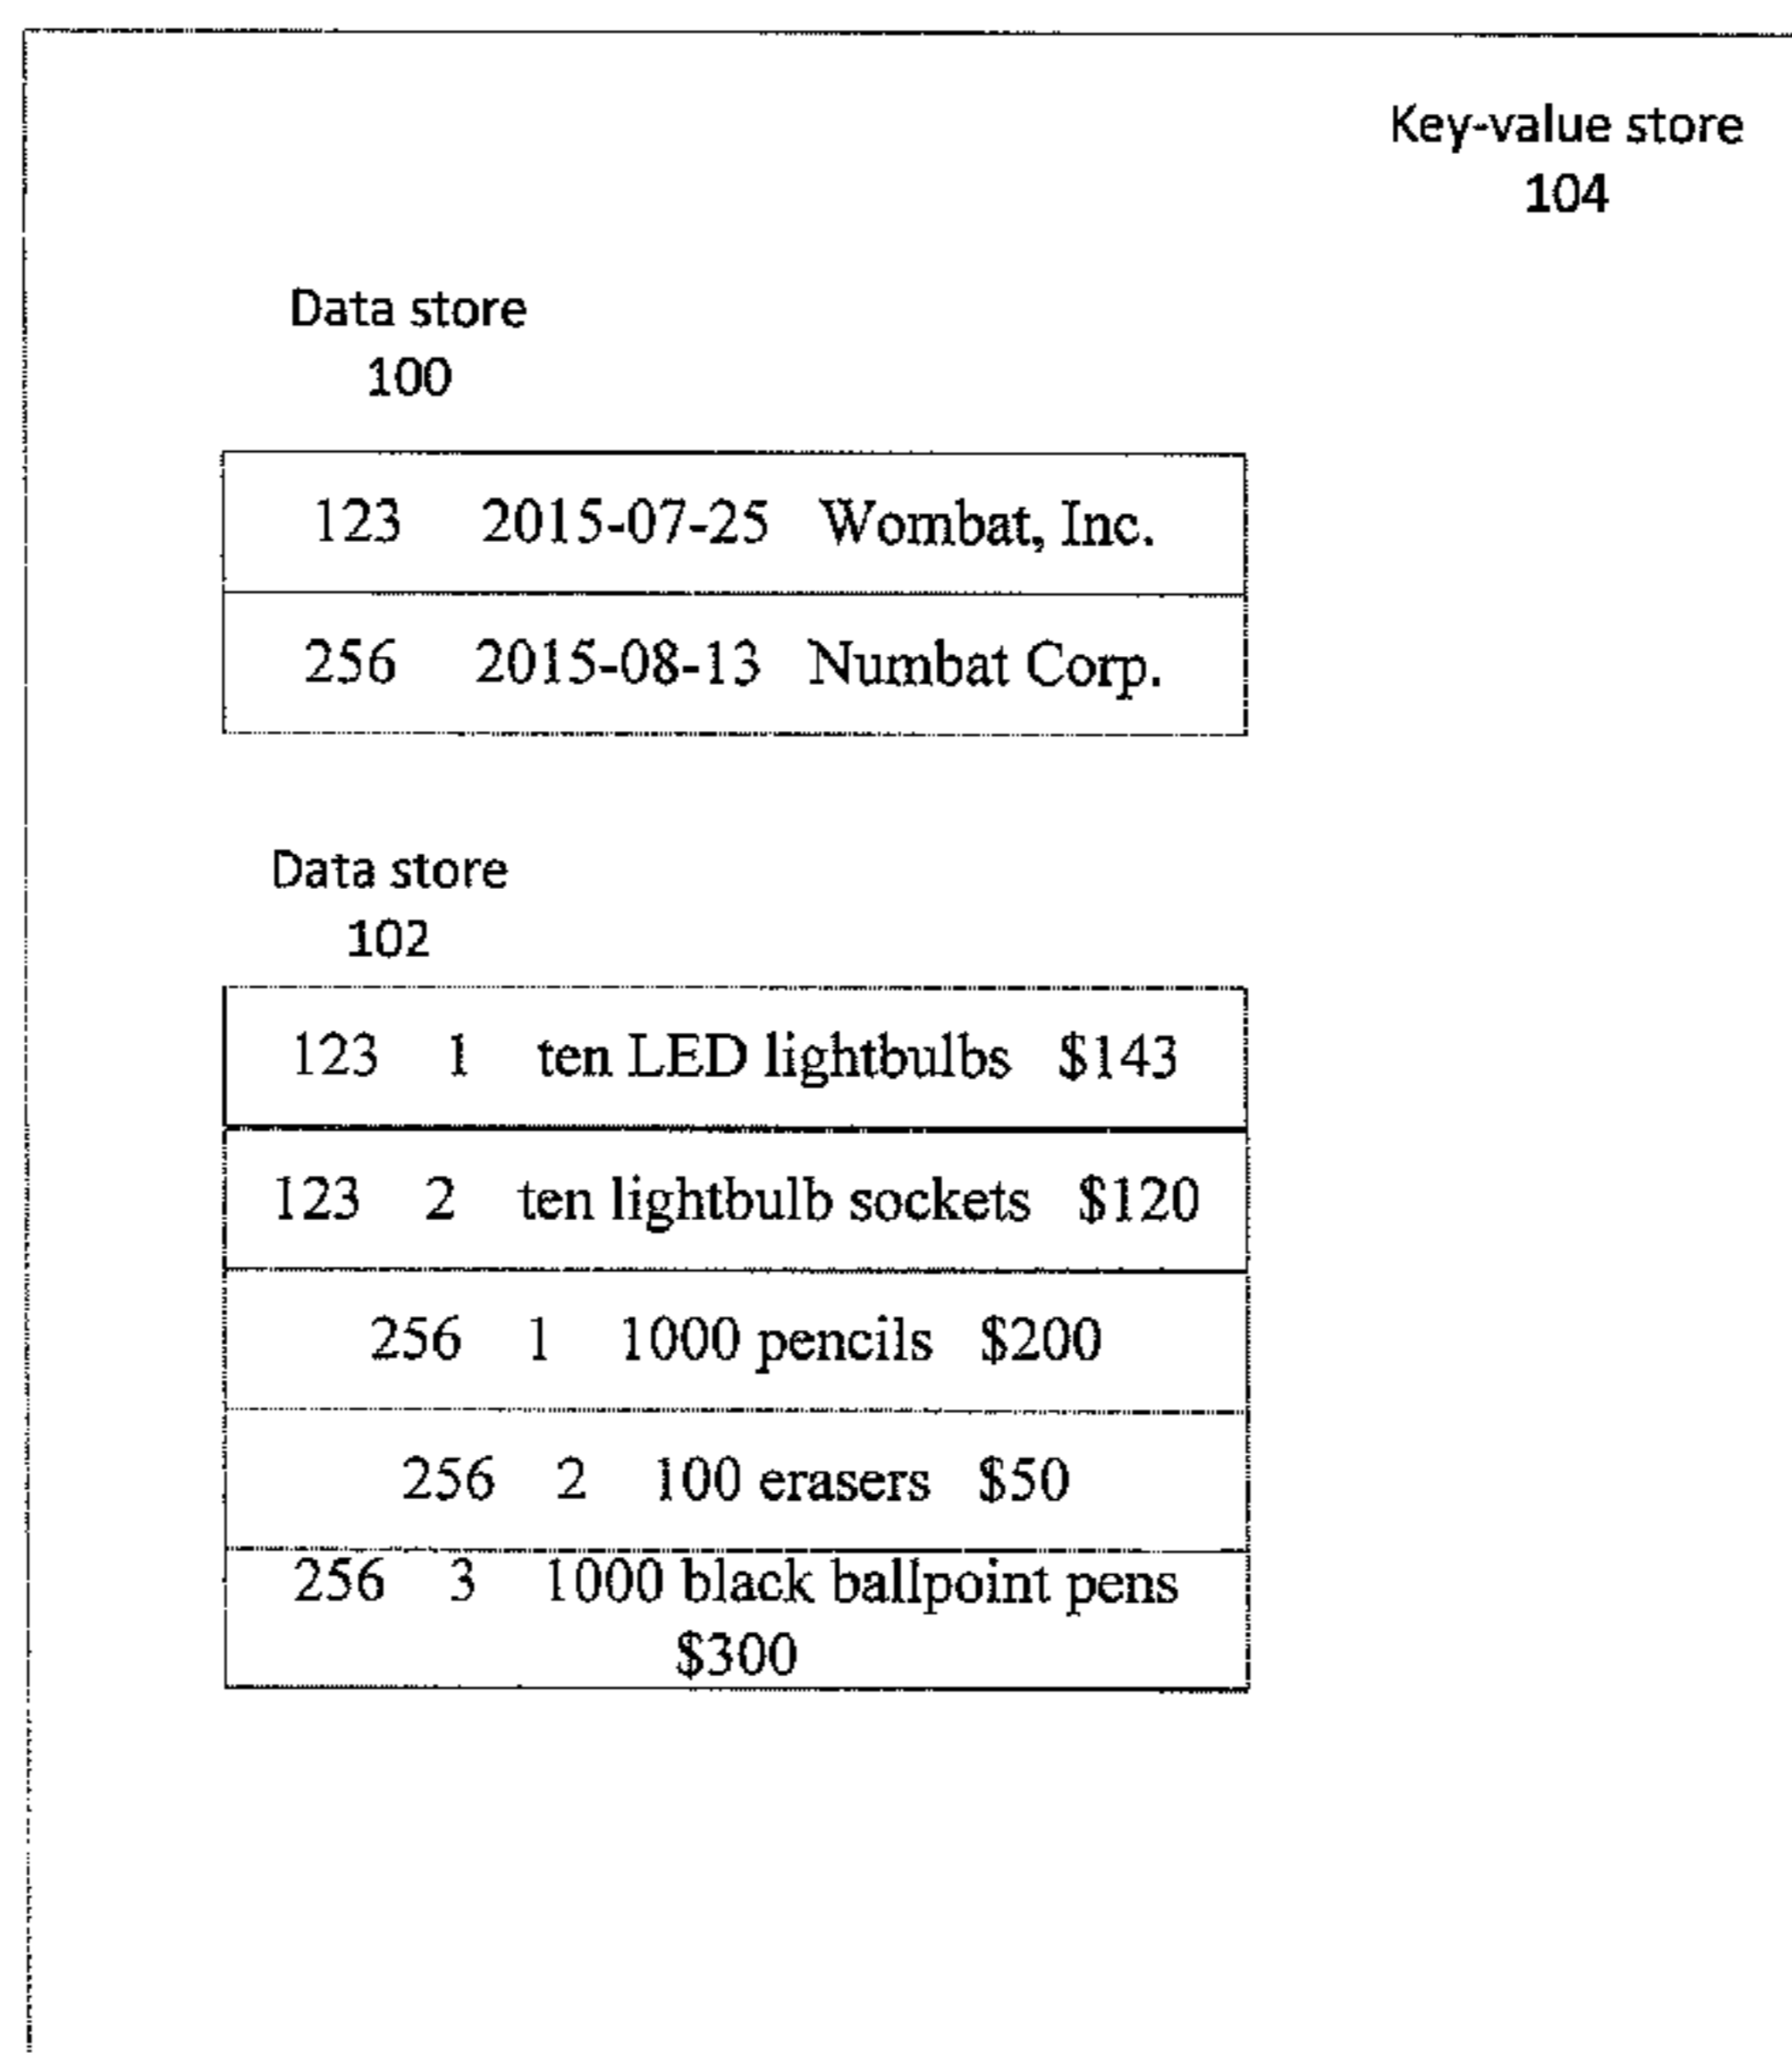 Key-value store
104
Data store
100
123 2015-07-25 Wombat, Inc.
256 2015-08-13 Numbat Corp.
Data store
102
123 1 ten LED lightbulbs $143
123 2 ten lightbulb sockets $120
256 1 1000 pencils $200
256 2 100 erasers $50
256 3 1000 black ballpoint pens
$300